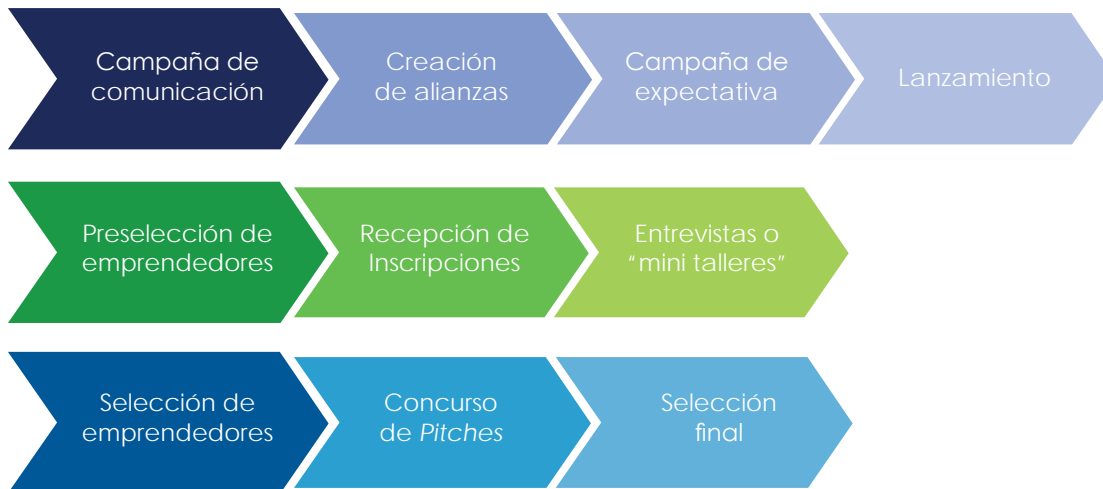 Campaña de
comunicación
Creación
de alianzas
Campaña de
expectativa
Lanzamiento
Preselección de
emprendedores
Recepción de
Inscripciones
Entrevistas o
“mini talleres”
Selección de
emprendedores
Concurso
de Pitches
Selección
final